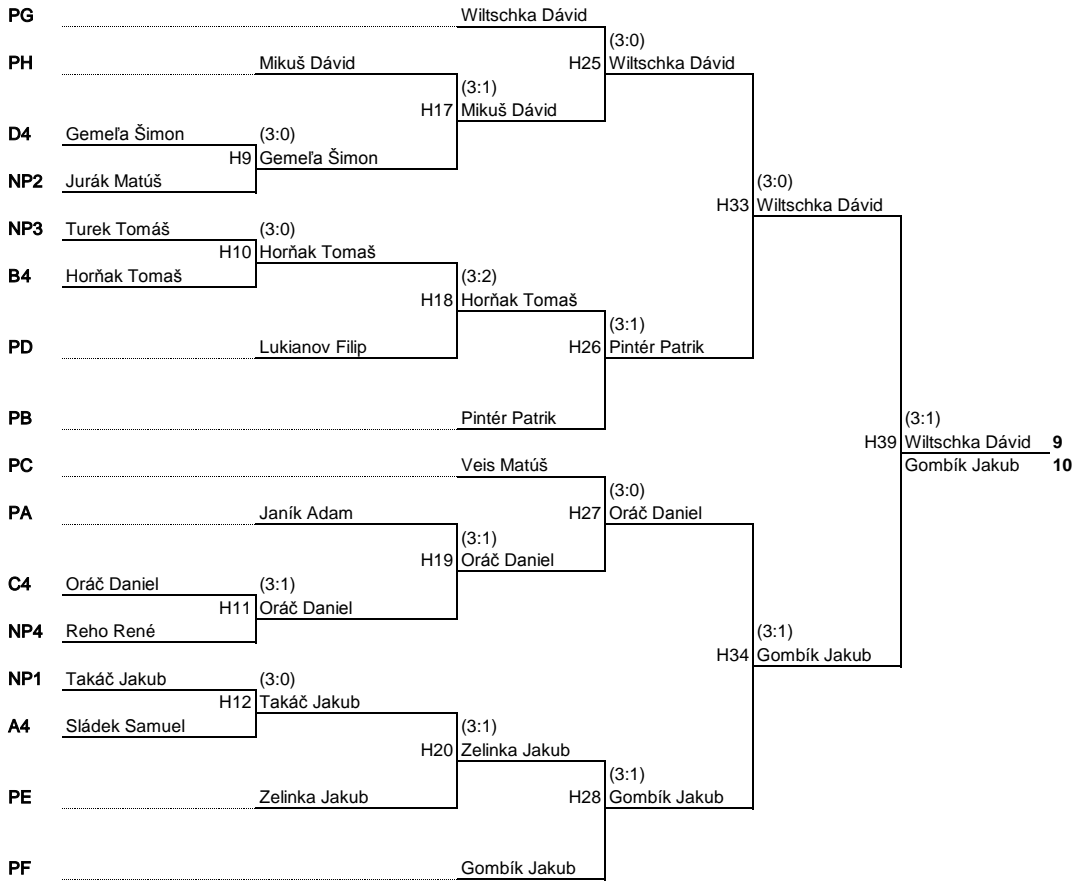 PG Wiltschka Dávid
(3:0)
PH Mikuš Dávid H25 Wiltschka Dávid
(3:1)
H17 Mikuš Dávid
D4 Gemeľa Šimon (3:0)
H9 Gemeľa Šimon
NP2 Jurák Matúš (3:0)
H33 Wiltschka Dávid
NP3 Turek Tomáš (3:0)
H10 Horňak Tomaš
B4 Horňak Tomaš (3:2)
H18 Horňak Tomaš
(3:1)
PD Lukianov Filip H26 Pintér Patrik
PB Pintér Patrik (3:1)
H39 Wiltschka Dávid 9
PC Veis Matúš Gombík Jakub 10
(3:0)
PA Janík Adam H27 Oráč Daniel
(3:1)
H19 Oráč Daniel
C4 Oráč Daniel (3:1)
H11 Oráč Daniel
NP4 Reho René (3:1)
H34 Gombík Jakub
NP1 Takáč Jakub (3:0)
H12 Takáč Jakub
A4 Sládek Samuel (3:1)
H20 Zelinka Jakub
(3:1)
PE Zelinka Jakub H28 Gombík Jakub
PF Gombík Jakub